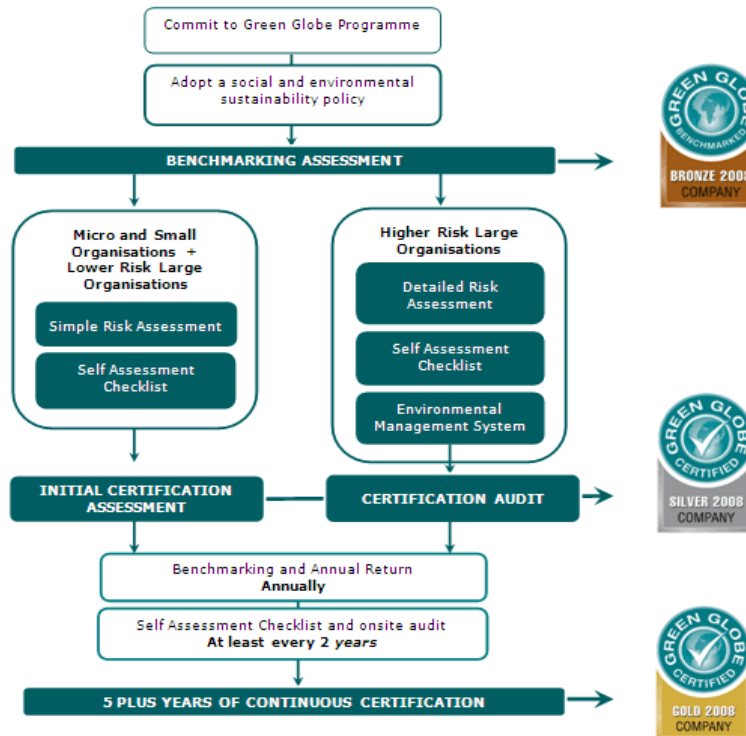 Commit to Green Globe Programme
Adopt a social and environmental
sustainability policy
BENCHMARKING ASSESSMENT
GREEN GLOBE
BENCHMARKED
BRONZE 2008
COMPANY
Micro and Small
Organisations +
Lower Risk Large
Organisations
Simple Risk Assessment
Self Assessment
Checklist
Higher Risk Large
Organisations
Detailed Risk
Assessment
Self Assessment
Checklist
Environmental
Management System
INITIAL CERTIFICATION
ASSESSMENT
CERTIFICATION AUDIT
GREEN GLOBE
CERTIFIED
SILVER 2008
COMPANY
Benchmarking and Annual Return
Annually
Self Assessment Checklist and onsite audit
At least every 2 years
5 PLUS YEARS OF CONTINUOUS CERTIFICATION
GREEN GLOBE
CERTIFIED
GOLD 2008
COMPANY